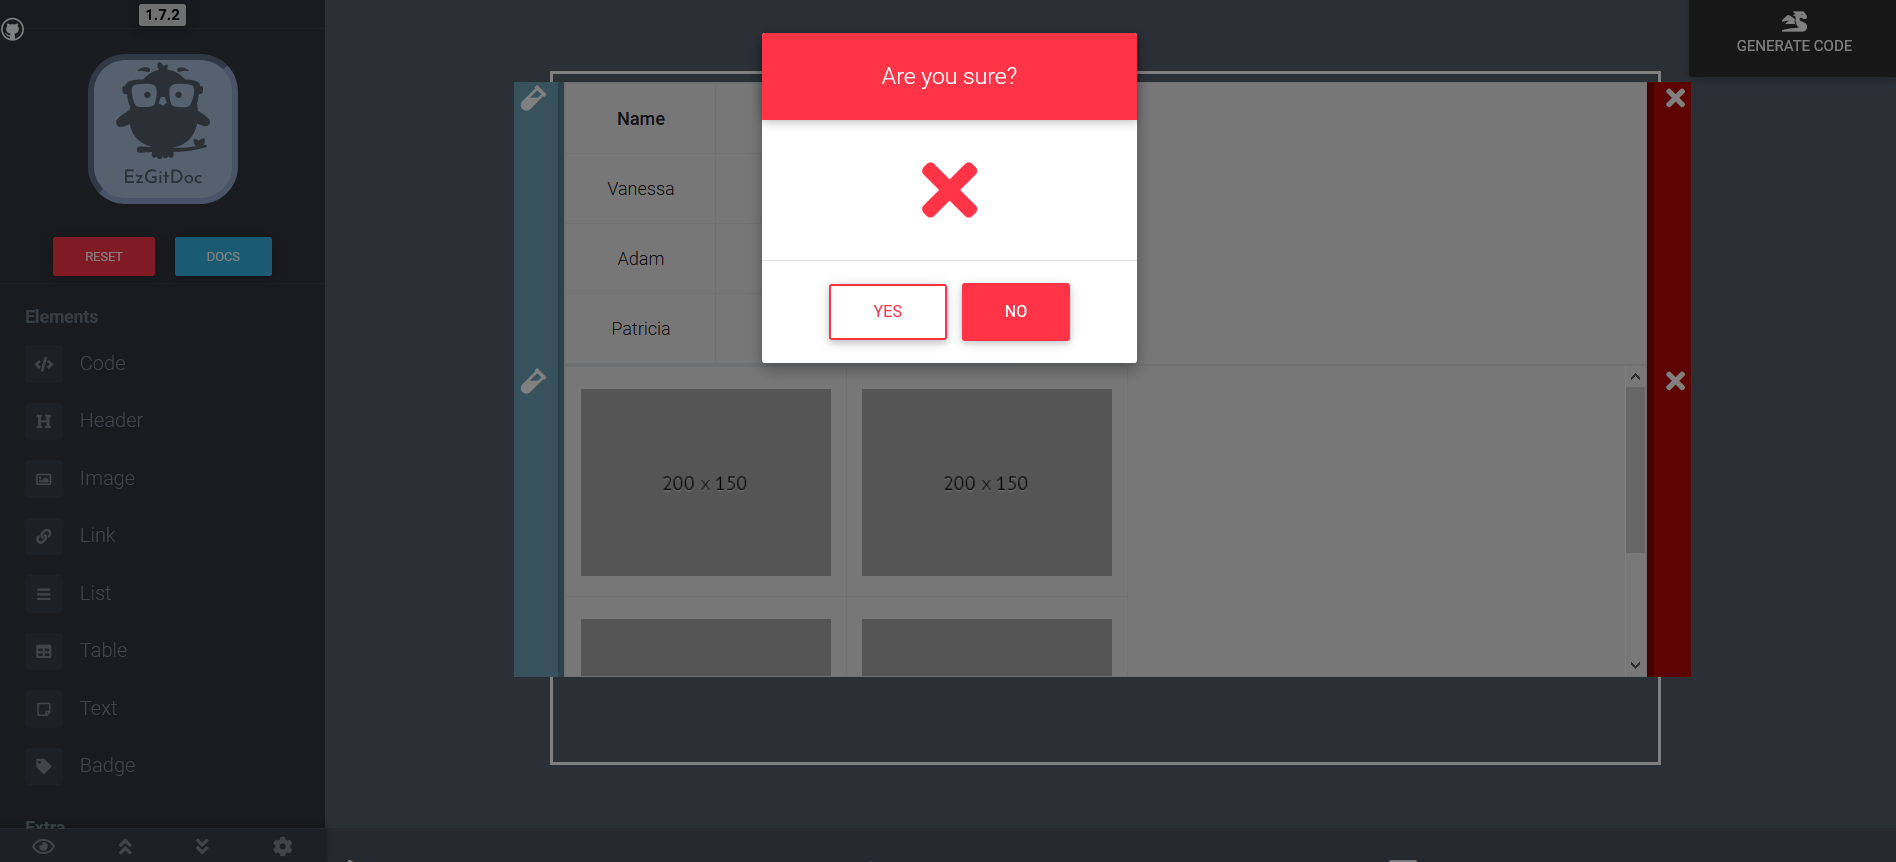 1.7.2
EzGitDoc
RESET
DOCS
Elements
Code
Header
Image
Link
List
Table
Text
Badge
Extra
GENERATE CODE
Are you sure?
YES
NO
Name
Vanessa
Adam
Patricia
200 x 150
200 x 150